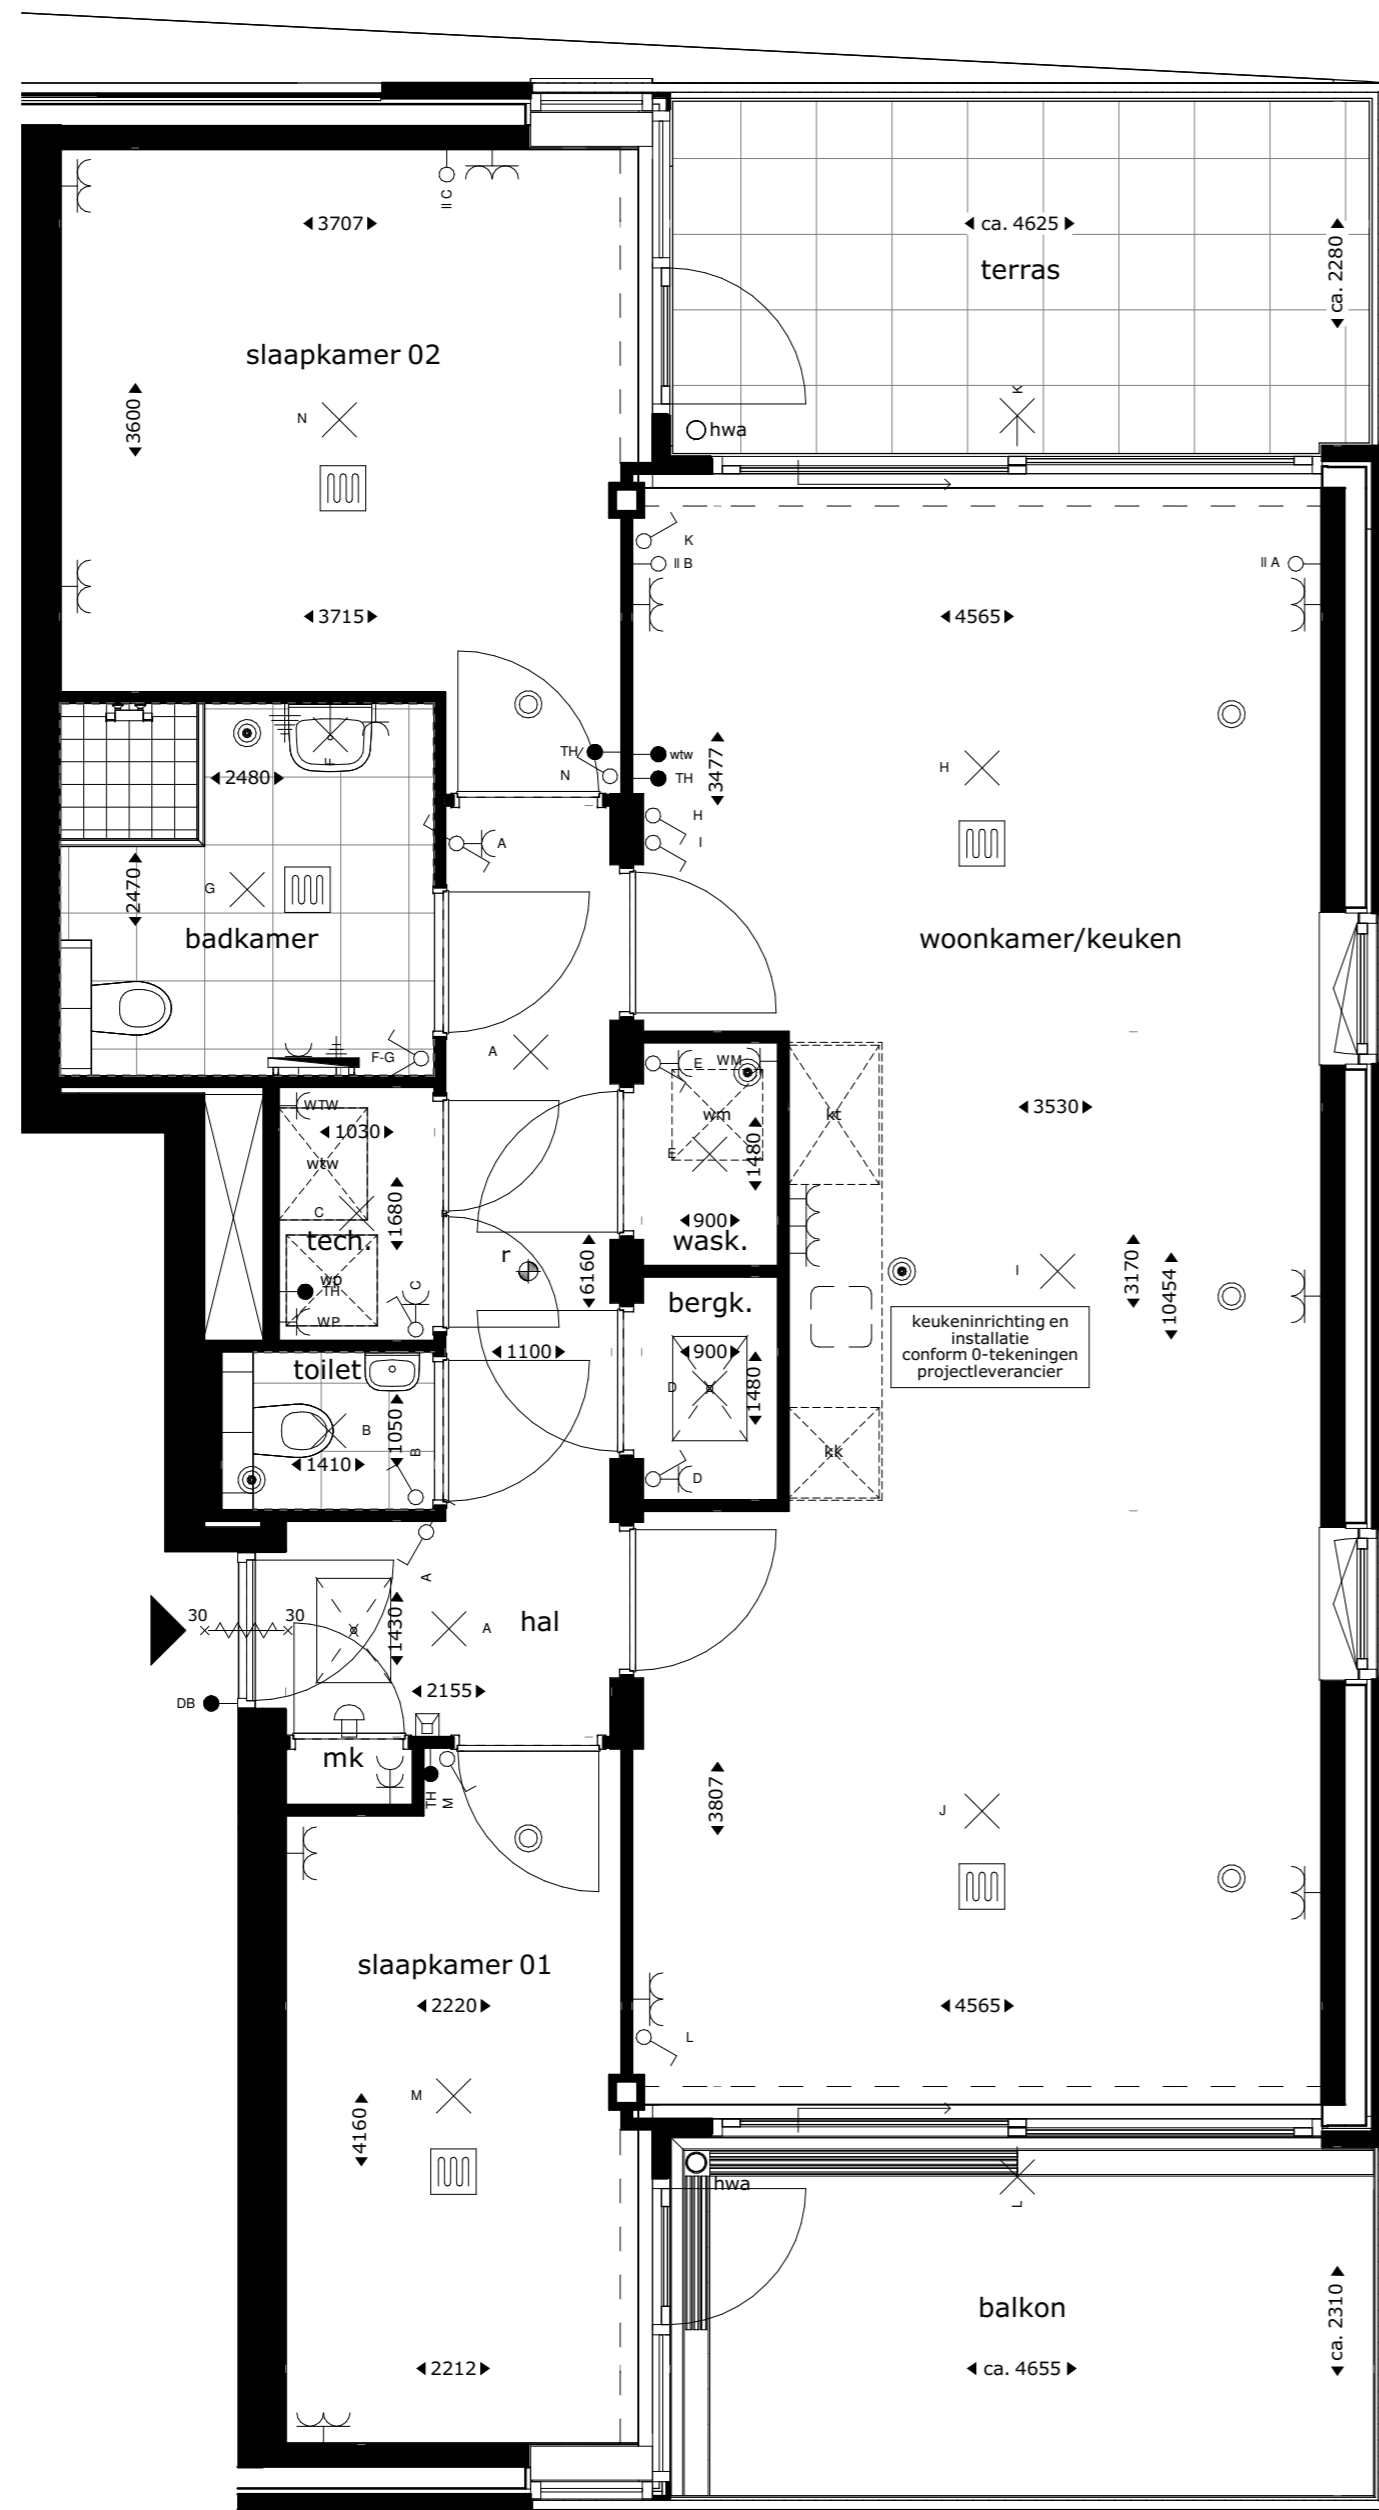 II C
3707
ca. 4625
ca. 2280
terras
slaapkamer 02
3600
N
K
hwa
K
II B
II A
3715
4565
TH
wtw
N
TH
3477
H
2480
F
H
A
I
2470
G
badkamer
woonkamer/keuken
A
F-G
E
WM
WTW
wm
kt
3530
1030
wtw
E
1480
1680
C
900
tech.
wask.
r
6160
I
3170
10454
wp
TH
C
WP
bergk.
keukeninrichting en
installatie
conform 0-tekeningen
projectleverancier
toilet
1100
900
D
1480
1050
B
B
1410
D
kk
A
30
30
1430
A
hal
2155
DB
mk
TH
M
3807
J
slaapkamer 01
2220
4565
L
M
4160
hwa
L
balkon
2212
ca. 4655
ca. 2310